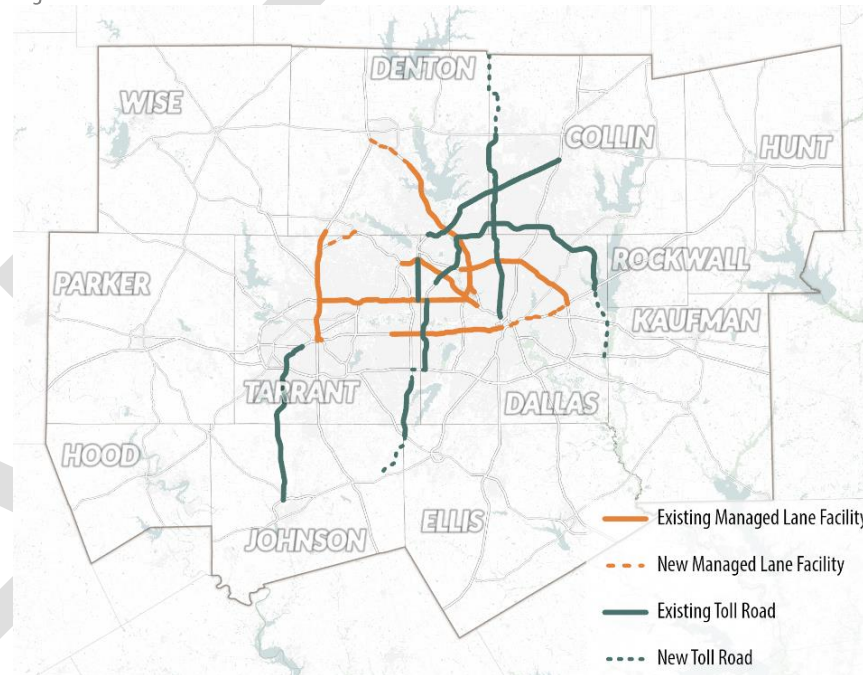 DENTON
WISE
COLLIN
HUNT
ROCKWALL
PARKER
KAUFMAN
TARRANT
DALLAS
HOOD
ELLIS
JOHNSON
Existing Managed Lane Facility
New Managed Lane Facility
Existing Toll Road
New Toll Road